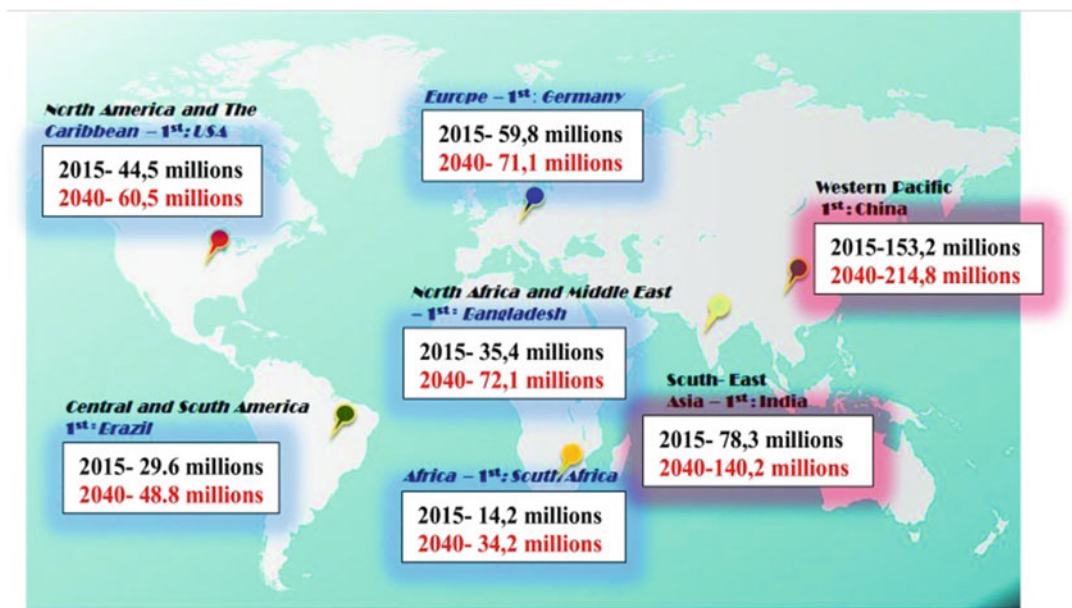 North America and The
Caribbean – 1st: USA
2015- 44,5 millions
2040- 60,5 millions
Europe – 1st: Germany
2015- 59,8 millions
2040- 71,1 millions
Western Pacific
1st: China
2015-153,2 millions
2040-214,8 millions
North Africa and Middle East
– 1st: Bangladesh
2015- 35,4 millions
2040- 72,1 millions
South- East
Asia – 1st: India
2015- 78,3 millions
2040-140,2 millions
Central and South America
1st: Brazil
2015- 29.6 millions
2040- 48.8 millions
Africa – 1st: South Africa
2015- 14,2 millions
2040- 34,2 millions